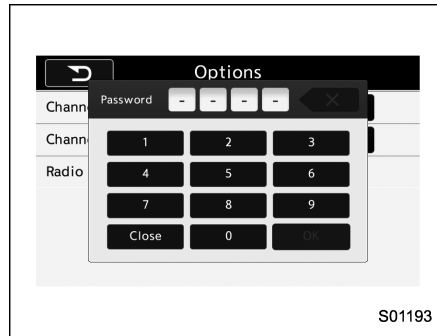 Options
Chann
Password - - - -
Chann
1 2 3
Radio
4 5 6
7 8 9
Close 0 OK
S01193